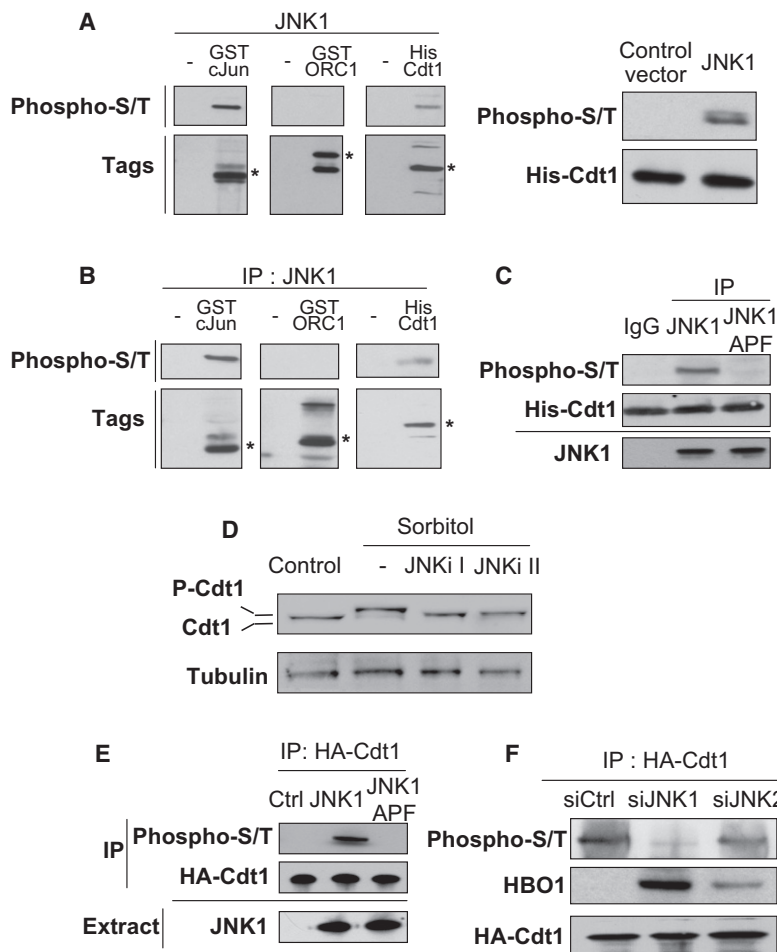 A
JNK1
- GST cJun - GST ORC1 - His Cdt1
Phospho-S/T
Tags
*
*
*
Control vector JNK1
Phospho-S/T
His-Cdt1
B
IP : JNK1
- GST cJun - GST ORC1 - His Cdt1
Phospho-S/T
Tags
*
*
*
C
IP
IgG JNK1 JNK1 APF
Phospho-S/T
His-Cdt1
JNK1
D
Sorbitol
Control - JNKi I JNKi II
P-Cdt1
Cdt1
Tubulin
E
IP: HA-Cdt1
Ctrl JNK1 JNK1 APF
IP
Phospho-S/T
HA-Cdt1
Extract
JNK1
F
IP : HA-Cdt1
siCtrl siJNK1 siJNK2
Phospho-S/T
HBO1
HA-Cdt1